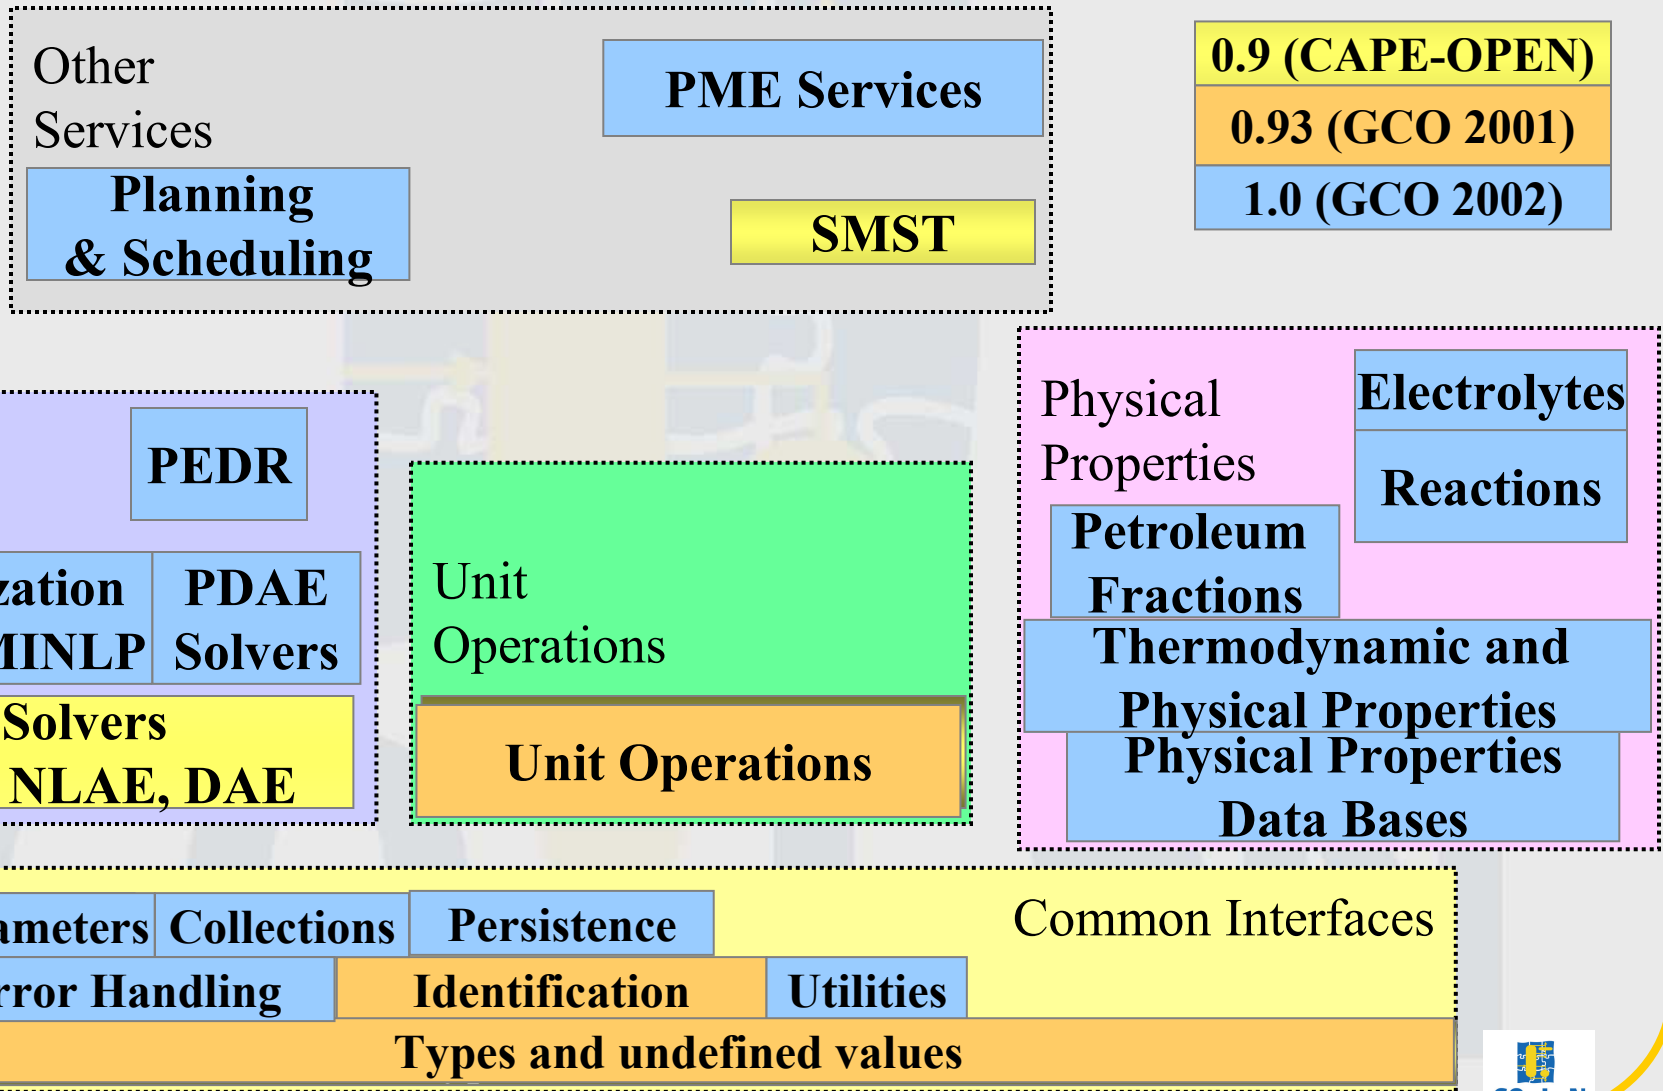 Other
Services
PME Services
Planning
& Scheduling
SMST
0.9 (CAPE-OPEN)
0.93 (GCO 2001)
1.0 (GCO 2002)
PEDR
zation
MINLP
PDAE
Solvers
Solvers
NLAE, DAE
Unit
Operations
Unit Operations
Physical
Properties
Electrolytes
Reactions
Petroleum
Fractions
Thermodynamic and
Physical Properties
Physical Properties
Data Bases
Common Interfaces
ameters
Collections
Persistence
rror Handling
Identification
Utilities
Types and undefined values